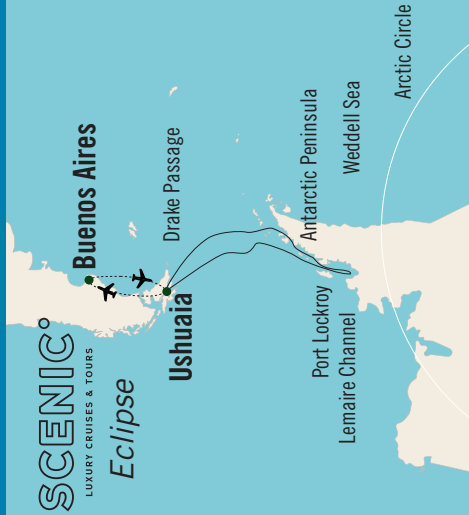 SCENIC°
LUXURY CRUISES & TOURS
Eclipse
Buenos Aires
Ushuaia
Drake Passage
Antarctic Peninsula
Port Lockroy
Lemaire Channel
Weddell Sea
Arctic Circle